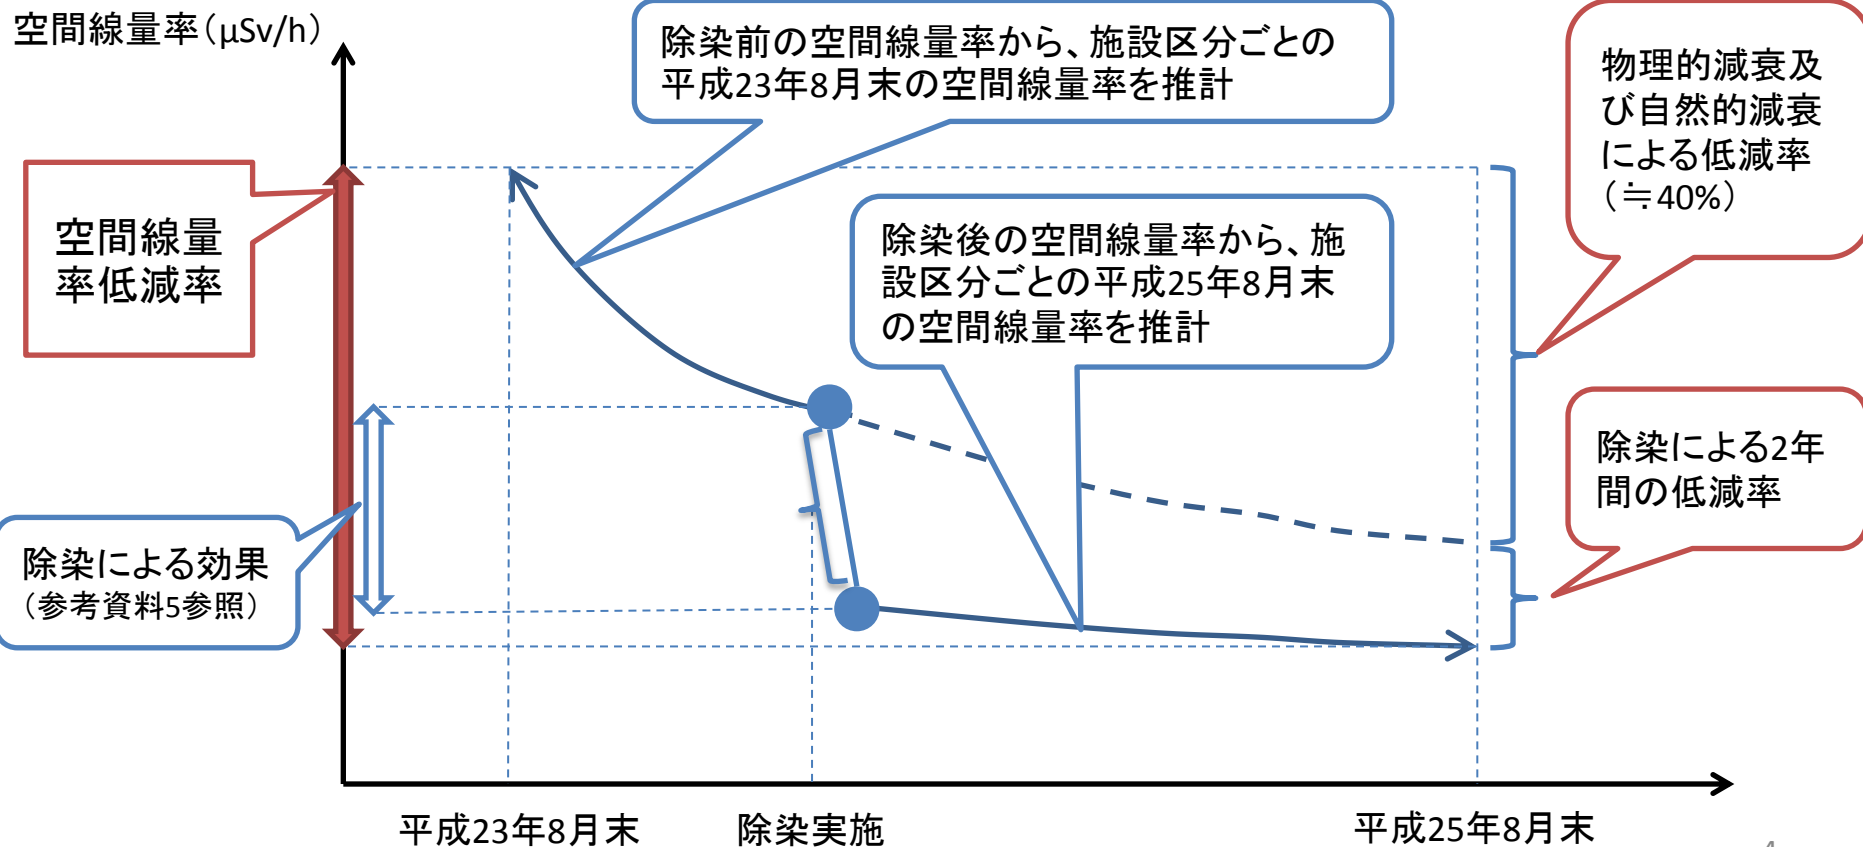 空間線量率（μSv/h）
除染前の空間線量率から、施設区分ごとの
平成23年8月末の空間線量率を推計
物理的減衰及
び自然的減衰
による低減率
（≒40%）
空間線量
率低減率
除染後の空間線量率から、施
設区分ごとの平成25年8月末
の空間線量率を推計
除染による2年
間の低減率
除染による効果
（参考資料5参照）
平成23年8月末
除染実施
平成25年8月末
4